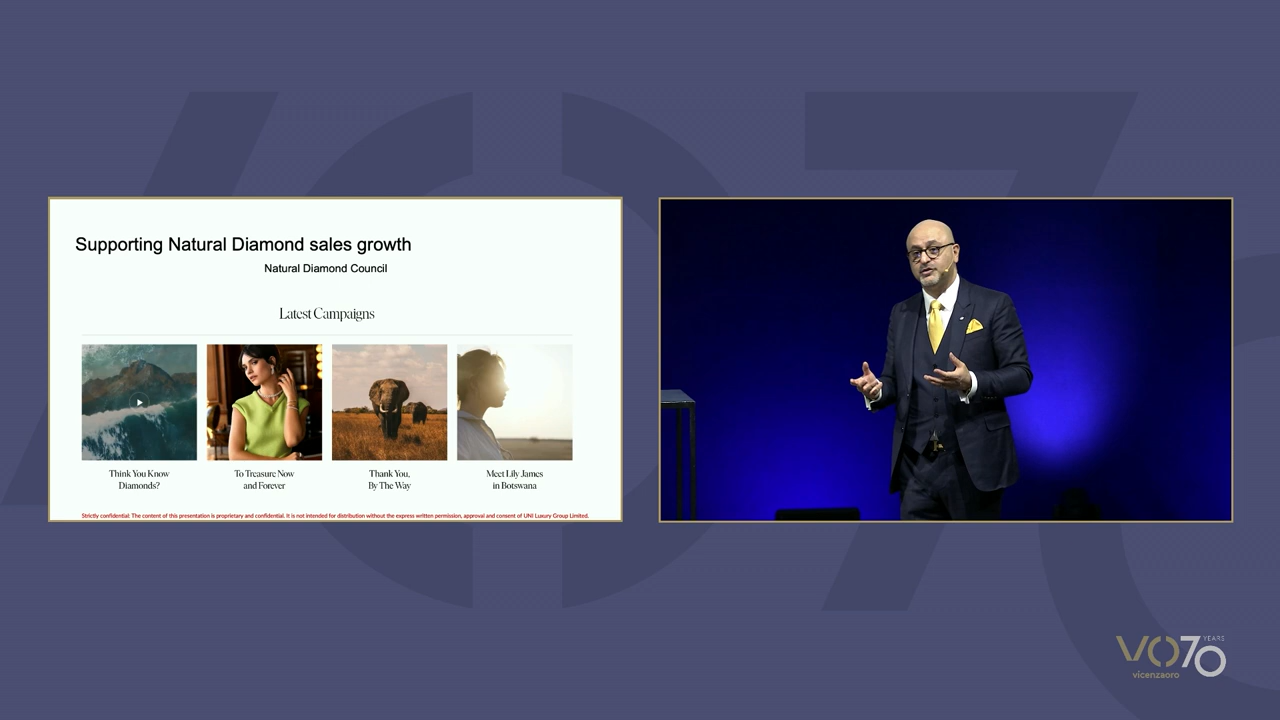 Supporting Natural Diamond sales growth
Natural Diamond Council
Latest Campaigns
Think You Know
Diamonds?
To Treasure Now
and Forever
Thank You,
By The Way
Meet Lily James
in Botswana
Strictly confidential: The content of this presentation is proprietary and confidential. It is not intended for distribution without the express written permission, approval and consent of UNI Luxury Group Limited.
VO70 YEARS
vicenzaoro